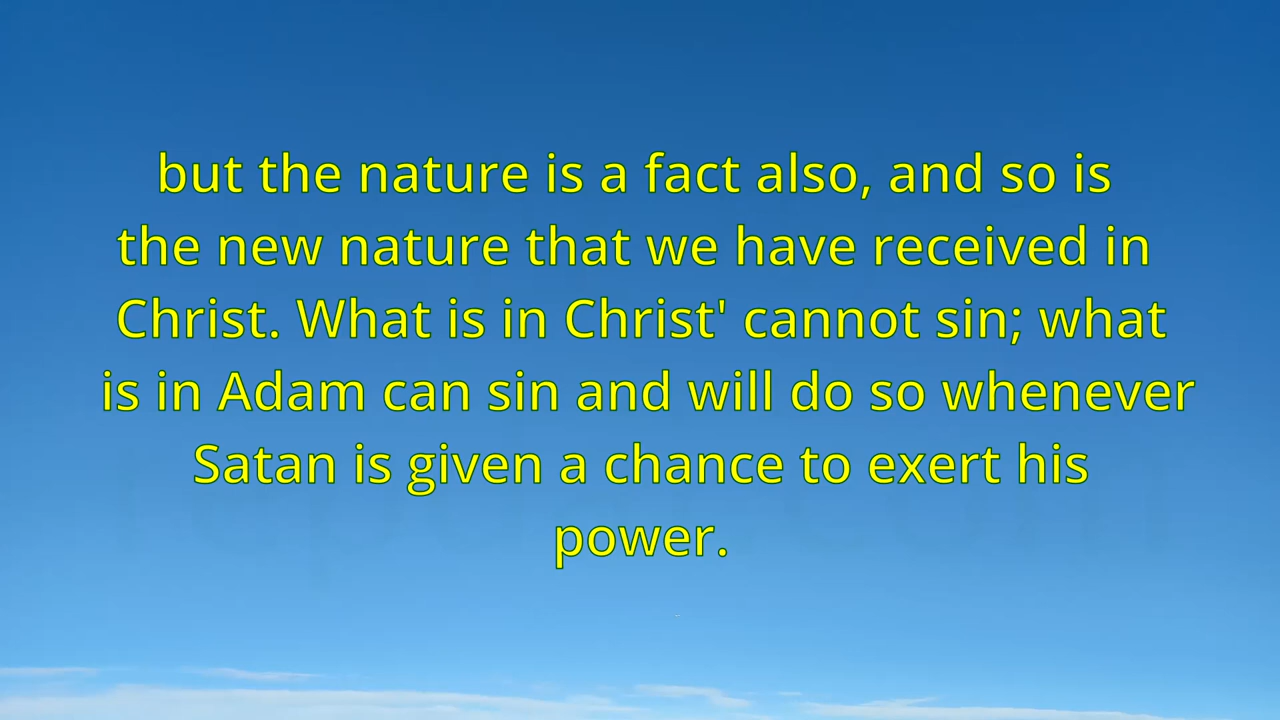 but the nature is a fact also, and so is
the new nature that we have received in
Christ. What is in Christ' cannot sin; what
is in Adam can sin and will do so whenever
Satan is given a chance to exert his
power.